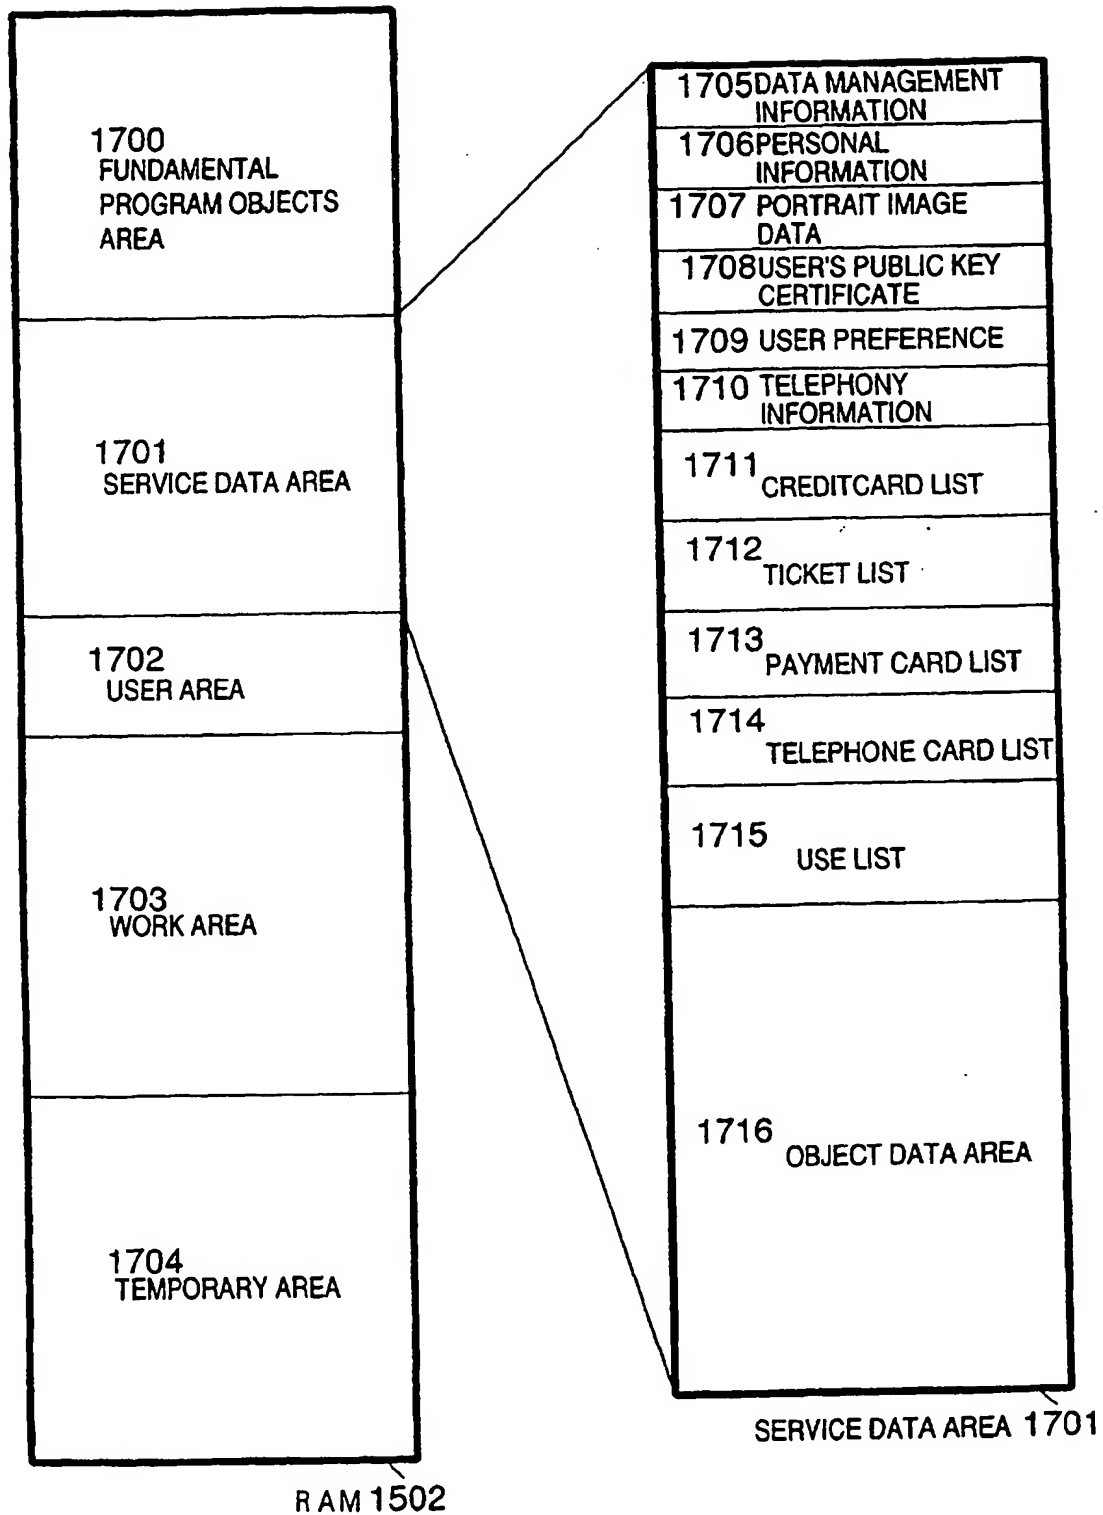 1700
FUNDAMENTAL
PROGRAM OBJECTS
AREA
1701
SERVICE DATA AREA
1702
USER AREA
1703
WORK AREA
1704
TEMPORARY AREA
RAM 1502
1705 DATA MANAGEMENT
INFORMATION
1706 PERSONAL
INFORMATION
1707 PORTRAIT IMAGE
DATA
1708 USER'S PUBLIC KEY
CERTIFICATE
1709 USER PREFERENCE
1710 TELEPHONY
INFORMATION
1711
CREDITCARD LIST
1712
TICKET LIST
1713
PAYMENT CARD LIST
1714
TELEPHONE CARD LIST
1715
USE LIST
1716
OBJECT DATA AREA
SERVICE DATA AREA 1701